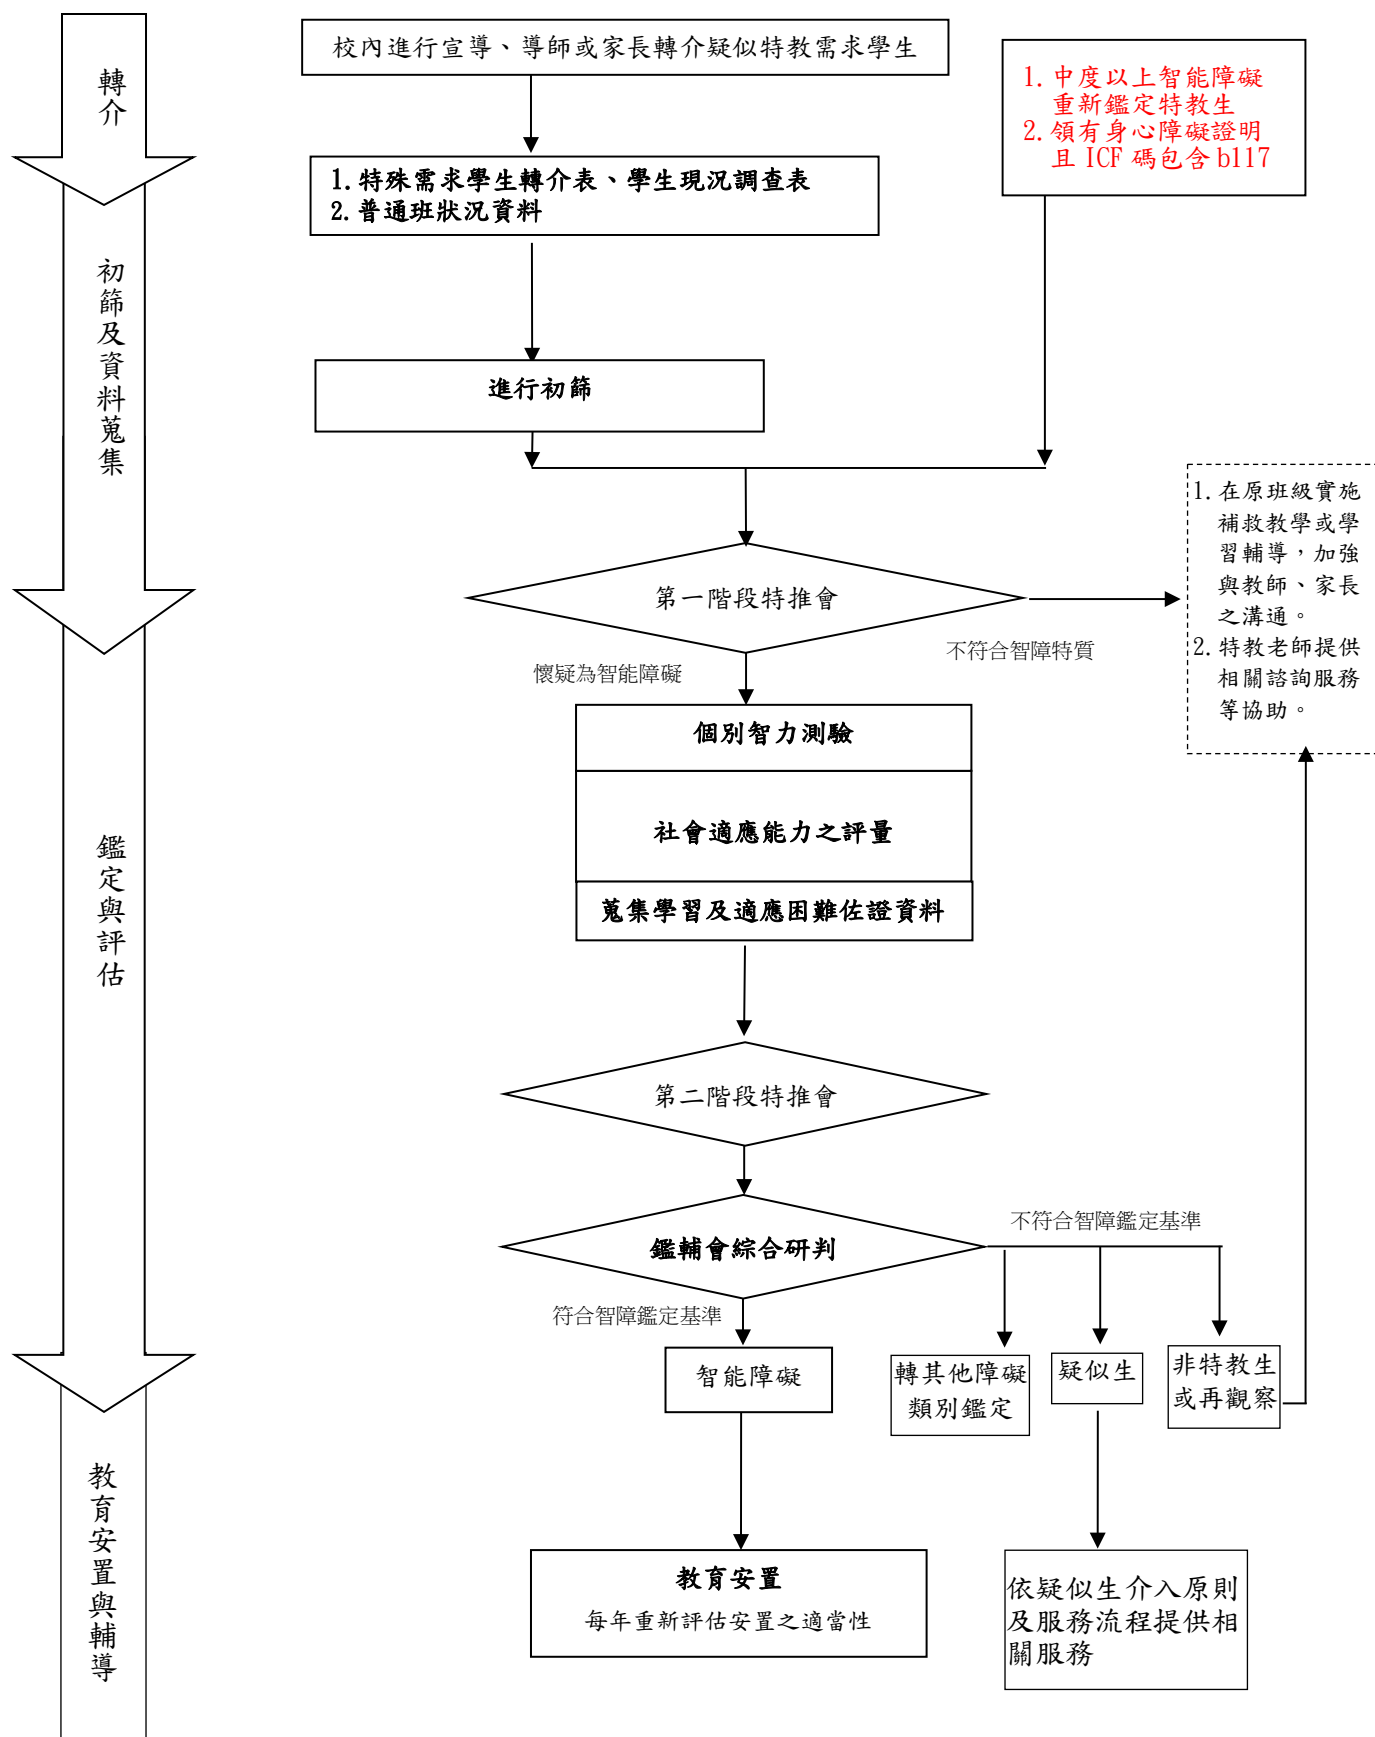 轉介
校內進行宣導、導師或家長轉介疑似特教需求學生
1. 中度以上智能障礙
重新鑑定特教生
2. 領有身心障礙證明
且 ICF 碼包含 b117
1. 特殊需求學生轉介表、學生現況調查表
2. 普通班狀況資料
初篩及資料蒐集
進行初篩
第一階段特推會
不符合智障特質
懷疑為智能障礙
1. 在原班級實施
補救教學或學
習輔導，加強
與教師、家長
之溝通。
2. 特教老師提供
相關諮詢服務
等協助。
鑑定與評估
個別智力測驗
社會適應能力之評量
蒐集學習及適應困難佐證資料
第二階段特推會
鑑輔會綜合研判
不符合智障鑑定基準
符合智障鑑定基準
智能障礙
轉其他障礙
類別鑑定
疑似生
非特教生
或再觀察
教育安置與輔導
教育安置
每年重新評估安置之適當性
依疑似生介入原則
及服務流程提供相
關服務